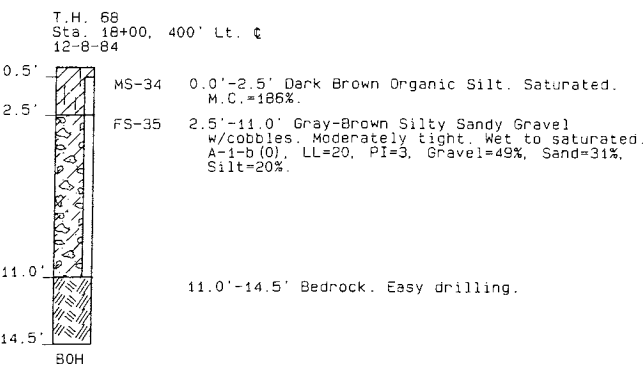 T.H. 68
Sta. 18+00, 400' Lt. ℄
12-8-84
0.5'
MS-34 0.0'-2.5' Dark Brown Organic Silt. Saturated.
M.C.=186%.
2.5'
FS-35 2.5'-11.0' Gray-Brown Silty Sandy Gravel
w/cobbles. Moderately tight. Wet to saturated.
A-1-b(0), LL=20, PI=3, Gravel=49%, Sand=31%,
Silt=20%.
11.0'
11.0'-14.5' Bedrock. Easy drilling.
14.5'
BOH